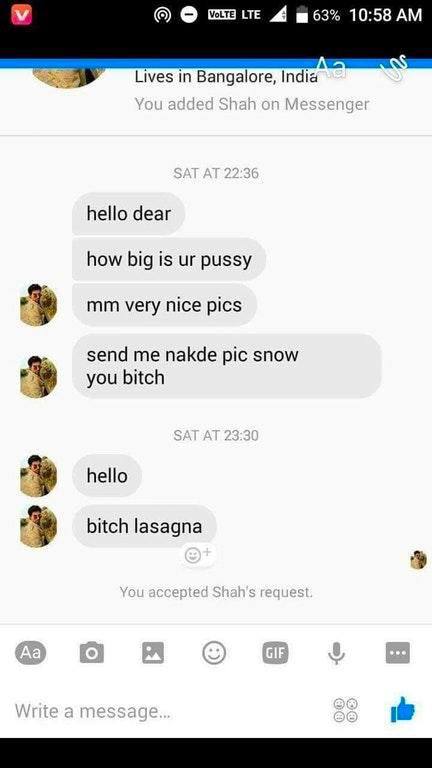 VoLTE LTE 63% 10:58 AM
Aa
Lives in Bangalore, India
You added Shah on Messenger
SAT AT 22:36
hello dear
how big is ur pussy
mm very nice pics
send me nakde pic snow
you bitch
SAT AT 23:30
hello
bitch lasagna
You accepted Shah's request.
Aa
GIF
Write a message...